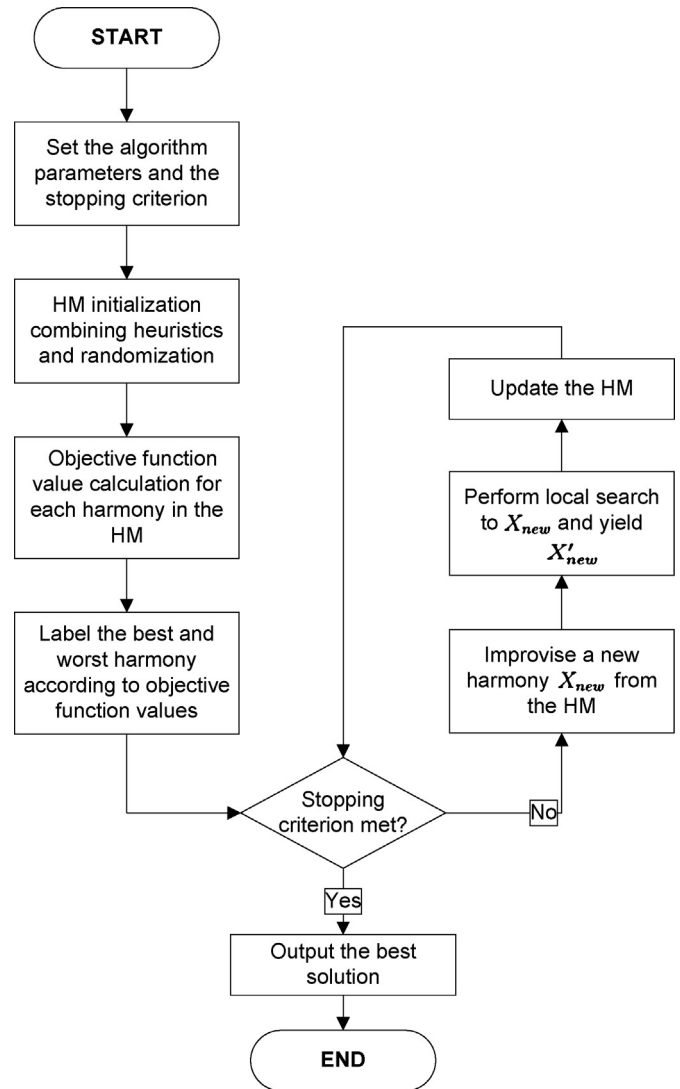 START
Set the algorithm
parameters and the
stopping criterion
HM initialization
combining heuristics
and randomization
Objective function
value calculation for
each harmony in the
HM
Label the best and
worst harmony
according to objective
function values
Stopping
criterion met?
No
Improvise a new
harmony X_new from
the HM
Perform local search
to X_new and yield
X'_new
Update the HM
Yes
Output the best
solution
END